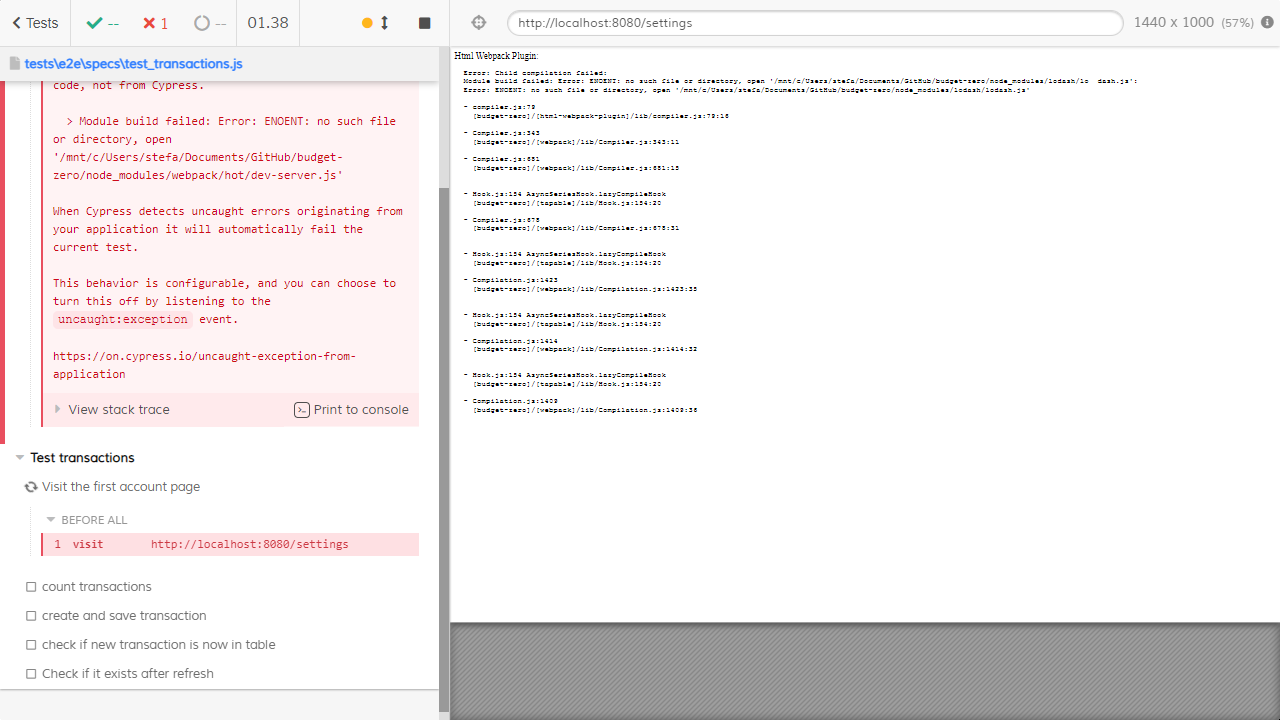 Tests
--
1
--
01.38
http://localhost:8080/settings
1440 x 1000 (57%)
tests\e2e\specs\test_transactions.js
code, not from Cypress.
> Module build failed: Error: ENOENT: no such file
or directory, open
'/mnt/c/Users/stefa/Documents/GitHub/budget-
zero/node_modules/webpack/hot/dev-server.js'
When Cypress detects uncaught errors originating from
your application it will automatically fail the
current test.
This behavior is configurable, and you can choose to
turn this off by listening to the
uncaught:exception event.
https://on.cypress.io/uncaught-exception-from-
application
View stack trace
Print to console
Test transactions
Visit the first account page
BEFORE ALL
1 visit http://localhost:8080/settings
count transactions
create and save transaction
check if new transaction is now in table
Check if it exists after refresh
Html Webpack Plugin:
Error: Child compilation failed:
Module build failed: Error: ENOENT: no such file or directory, open '/mnt/c/Users/stefa/Documents/GitHub/budget-zero/node_modules/lodash/lo dash.js':
Error: ENOENT: no such file or directory, open '/mnt/c/Users/stefa/Documents/GitHub/budget-zero/node_modules/lodash/lodash.js'
- compiler.js:79
[budget-zero]/[html-webpack-plugin]/lib/compiler.js:79:16
- Compiler.js:343
[budget-zero]/[webpack]/lib/Compiler.js:343:11
- Compiler.js:681
[budget-zero]/[webpack]/lib/Compiler.js:681:15
- Hook.js:154 AsyncSeriesHook.lazyCompileHook
[budget-zero]/[tapable]/lib/Hook.js:154:20
- Compiler.js:678
[budget-zero]/[webpack]/lib/Compiler.js:678:31
- Hook.js:154 AsyncSeriesHook.lazyCompileHook
[budget-zero]/[tapable]/lib/Hook.js:154:20
- Compilation.js:1423
[budget-zero]/[webpack]/lib/Compilation.js:1423:35
- Hook.js:154 AsyncSeriesHook.lazyCompileHook
[budget-zero]/[tapable]/lib/Hook.js:154:20
- Compilation.js:1414
[budget-zero]/[webpack]/lib/Compilation.js:1414:32
- Hook.js:154 AsyncSeriesHook.lazyCompileHook
[budget-zero]/[tapable]/lib/Hook.js:154:20
- Compilation.js:1409
[budget-zero]/[webpack]/lib/Compilation.js:1409:36